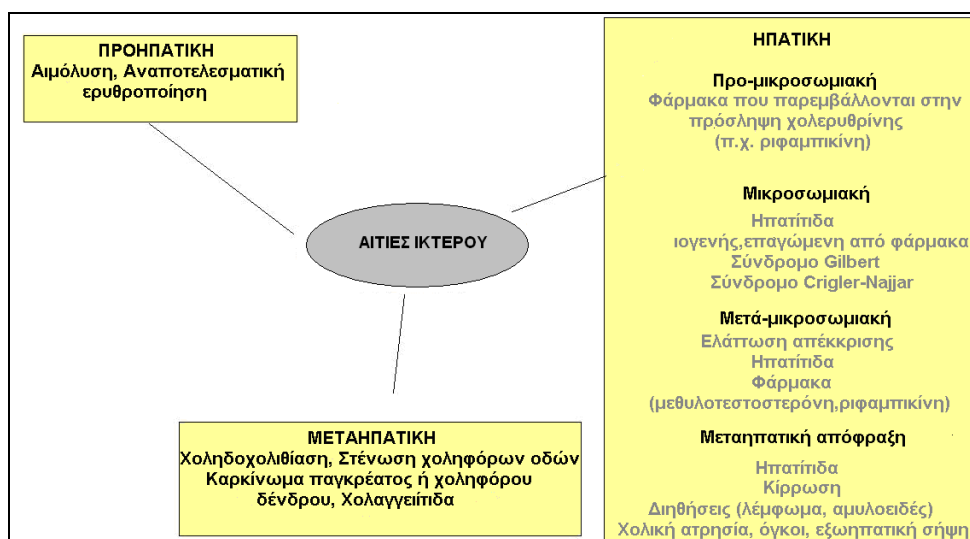 ΠΡΟΗΠΑΤΙΚΗ
Αιμόλυση, Αναποτελεσματική
ερυθροποίηση
ΑΙΤΙΕΣ ΙΚΤΕΡΟΥ
ΜΕΤΑΗΠΑΤΙΚΗ
Χοληδοχολιθίαση, Στένωση χοληφόρων οδών
Καρκίνωμα παγκρέατος ή χοληφόρου
δένδρου, Χολαγγειίτιδα
ΗΠΑΤΙΚΗ
Προ-μικροσωμιακή
Φάρμακα που παρεμβάλλονται στην
πρόσληψη χολερυθρίνης
(π.χ. ριφαμπικίνη)
Μικροσωμιακή
Ηπατίτιδα
ιογενής,επαγώμενη από φάρμακα
Σύνδρομο Gilbert
Σύνδρομο Crigler-Najjar
Μετά-μικροσωμιακή
Ελάττωση απέκκρισης
Ηπατίτιδα
Φάρμακα
(μεθυλοτεστοστερόνη,ριφαμπικίνη)
Μεταηπατική απόφραξη
Ηπατίτιδα
Κίρρωση
Διηθήσεις (λέμφωμα, αμυλοειδές)
Χολική ατρησία, όγκοι, εξωηπατική σήψη